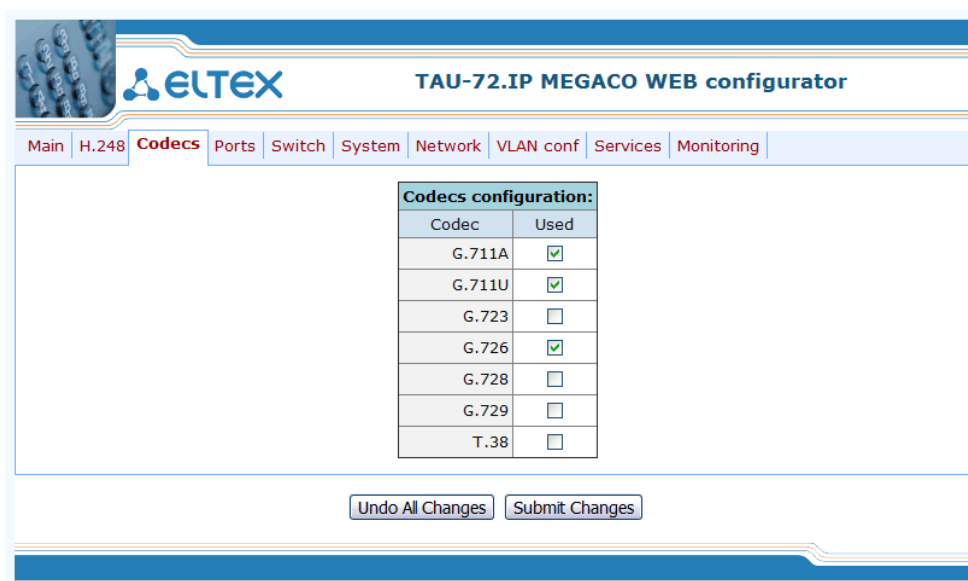 ELTEX
TAU-72.IP MEGACO WEB configurator
Main H.248 Codecs Ports Switch System Network VLAN conf Services Monitoring
Codecs configuration:
Codec Used
G.711A
G.711U
G.723
G.726
G.728
G.729
T.38
Undo All Changes Submit Changes